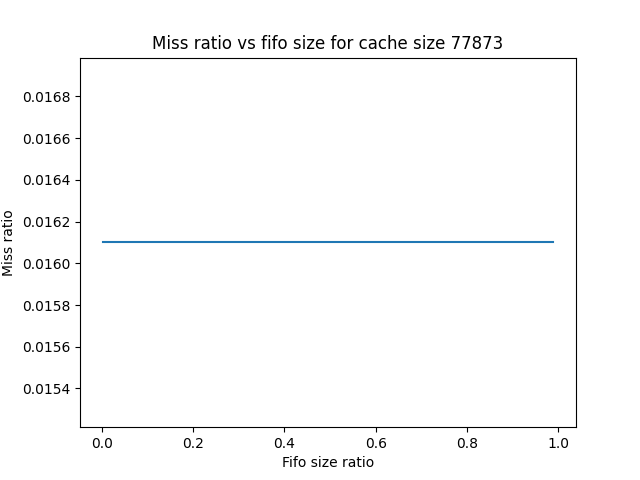 Miss ratio vs fifo size for cache size 77873
Miss ratio
0.0168
0.0166
0.0164
0.0162
0.0160
0.0158
0.0156
0.0154
0.0 0.2 0.4 0.6 0.8 1.0
Fifo size ratio